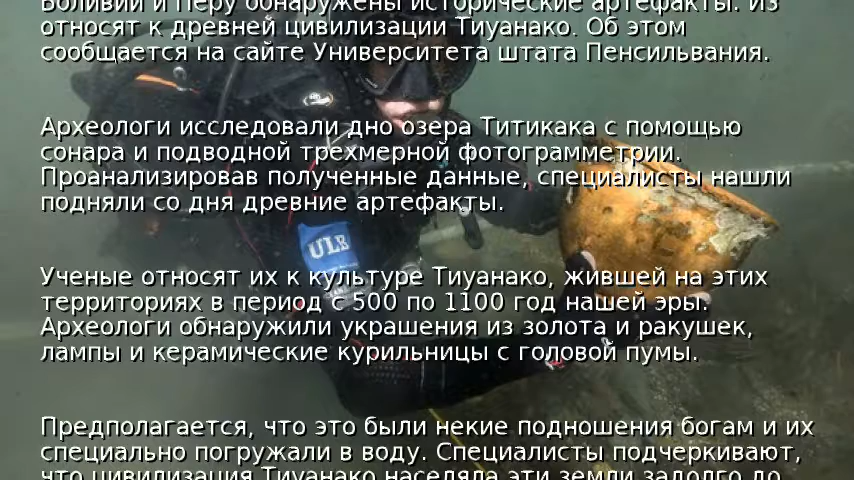 Боливии и Перу обнаружены исторические артефакты. Их
относят к древней цивилизации Тиуанако. Об этом
сообщается на сайте Университета штата Пенсильвания.
Археологи исследовали дно озера Титикака с помощью
сонара и подводной трехмерной фотограмметрии.
Проанализировав полученные данные, специалисты нашли
подняли со дна древние артефакты.
ULB
Ученые относят их к культуре Тиуанако, жившей на этих
территориях в период с 500 по 1100 год нашей эры.
Археологи обнаружили украшения из золота и ракушек,
лампы и керамические курильницы с головой пумы.
Предполагается, что это были некие подношения богам и их
специально погружали в воду. Специалисты подчеркивают,
что цивилизация Тиуанако населяла эти земли задолго до